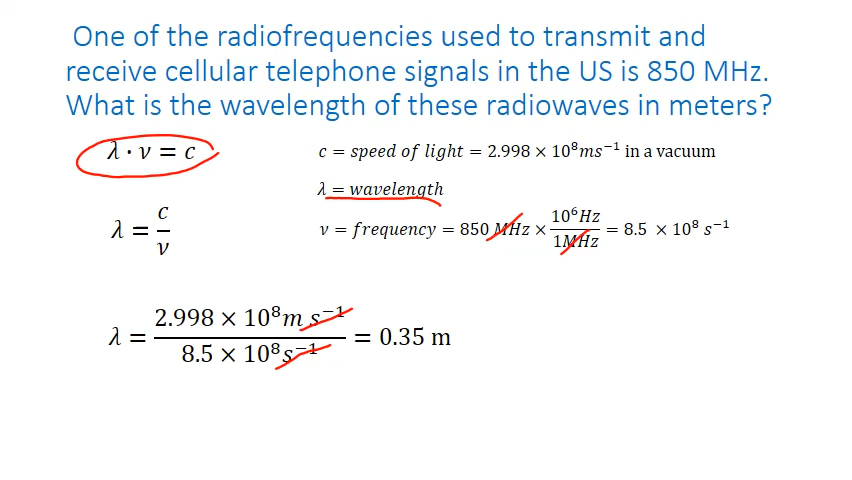 One of the radiofrequencies used to transmit and
receive cellular telephone signals in the US is 850 MHz.
What is the wavelength of these radiowaves in meters?
λ · ν = c
c = speed of light = 2.998 × 10⁸ms⁻¹ in a vacuum
λ = wavelength
λ = c/ν
ν = frequency = 850 MHz × 10⁶Hz/1MHz = 8.5 × 10⁸ s⁻¹
λ = 2.998 × 10⁸m s⁻¹/8.5 × 10⁸s⁻¹ = 0.35 m